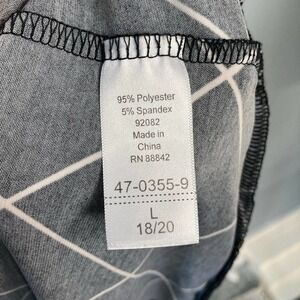 95% Polyester
5% Spandex
92082
Made in
China
RN 88842
47-0355-9
L
18/20